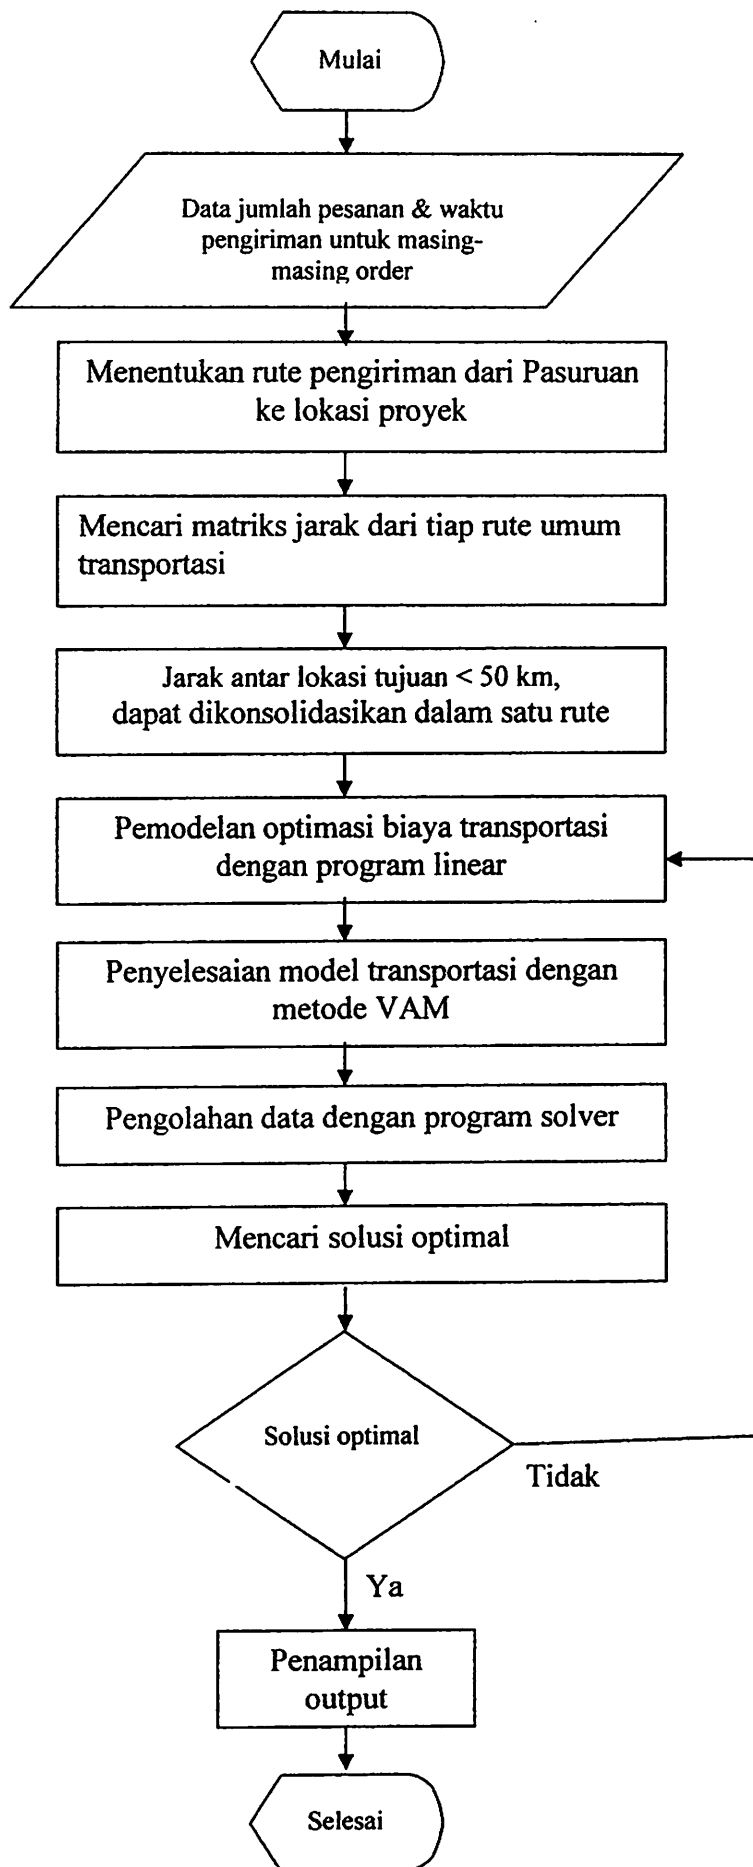 Mulai
Data jumlah pesanan & waktu
pengiriman untuk masing-
masing order
Menentukan rute pengiriman dari Pasuruan
ke lokasi proyek
Mencari matriks jarak dari tiap rute umum
transportasi
Jarak antar lokasi tujuan < 50 km,
dapat dikonsolidasikan dalam satu rute
Pemodelan optimasi biaya transportasi
dengan program linear
Penyelesaian model transportasi dengan
metode VAM
Pengolahan data dengan program solver
Mencari solusi optimal
Solusi optimal
Tidak
Ya
Penampilan
output
Selesai